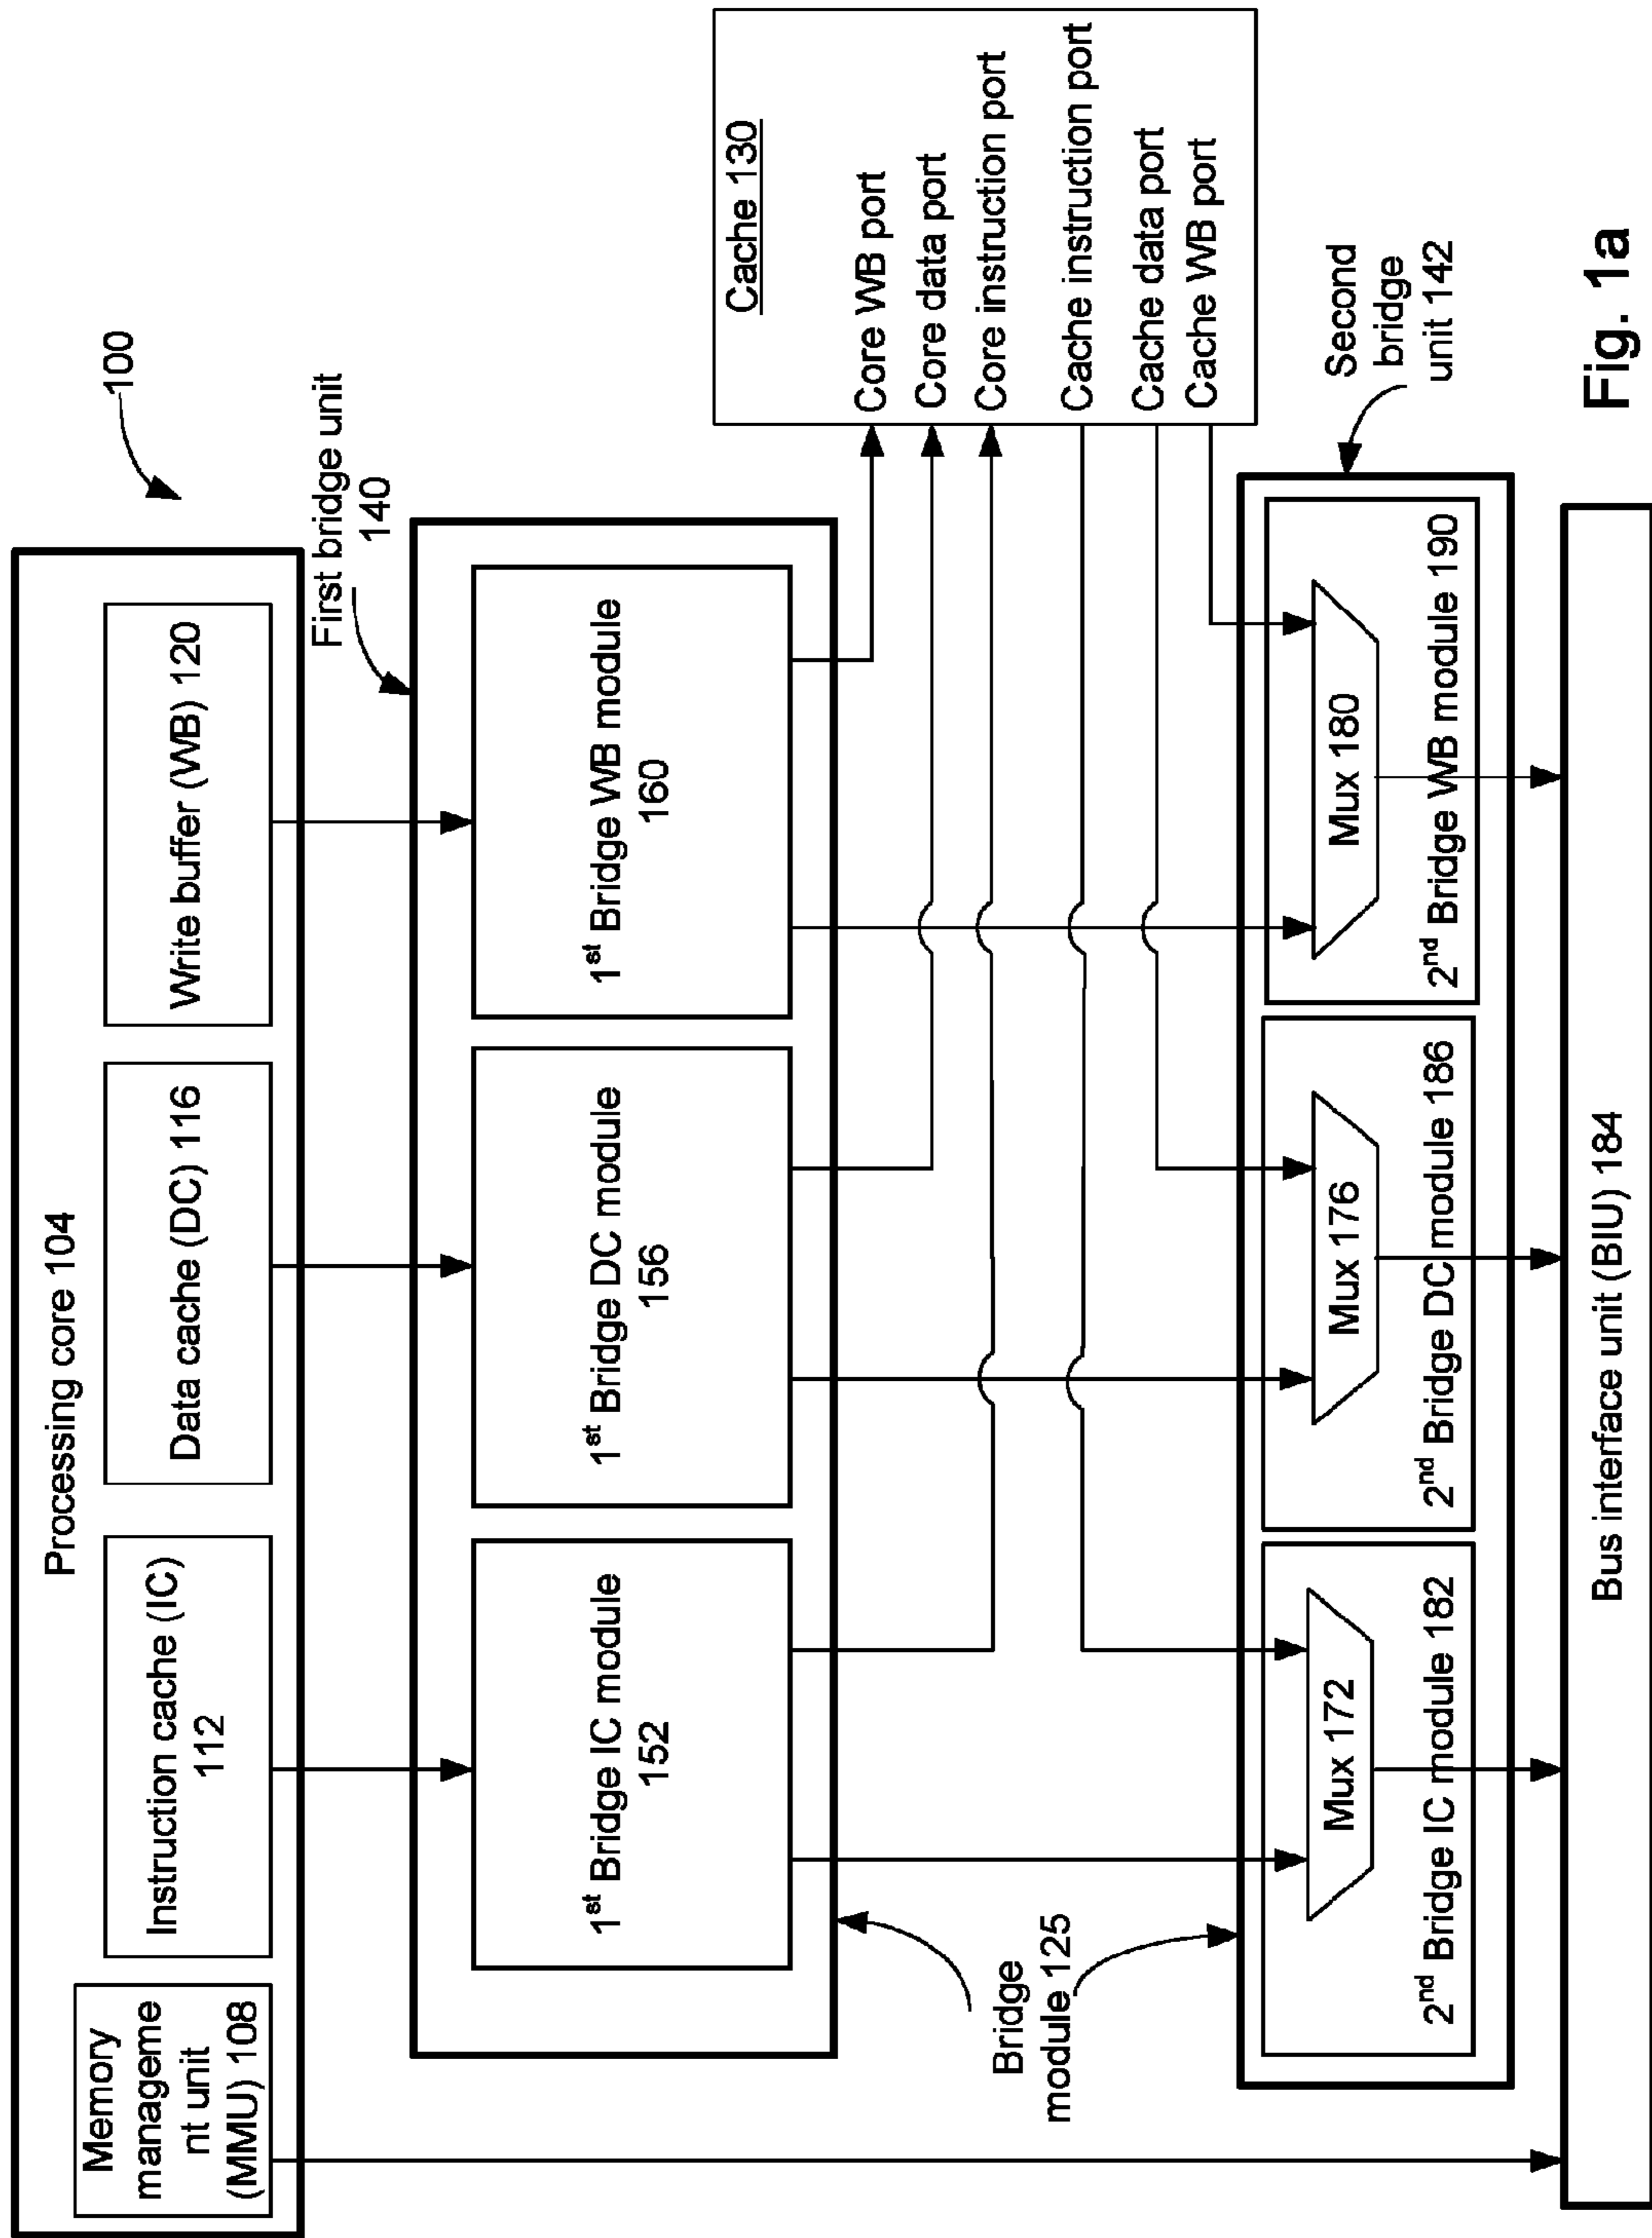 100
Processing core 104
Memory
manageme
nt unit
(MMU) 108
Instruction cache (IC)
112
Data cache (DC) 116
Write buffer (WB) 120
First bridge unit
140
1st Bridge IC module
152
1st Bridge DC module
156
1st Bridge WB module
160
Cache 130
Core WB port
Core data port
Core instruction port
Cache instruction port
Cache data port
Cache WB port
Bridge
module 125
Second
bridge
unit 142
Mux 172
2nd Bridge IC module 182
Mux 176
2nd Bridge DC module 186
Mux 180
2nd Bridge WB module 190
Bus interface unit (BIU) 184
Fig. 1a